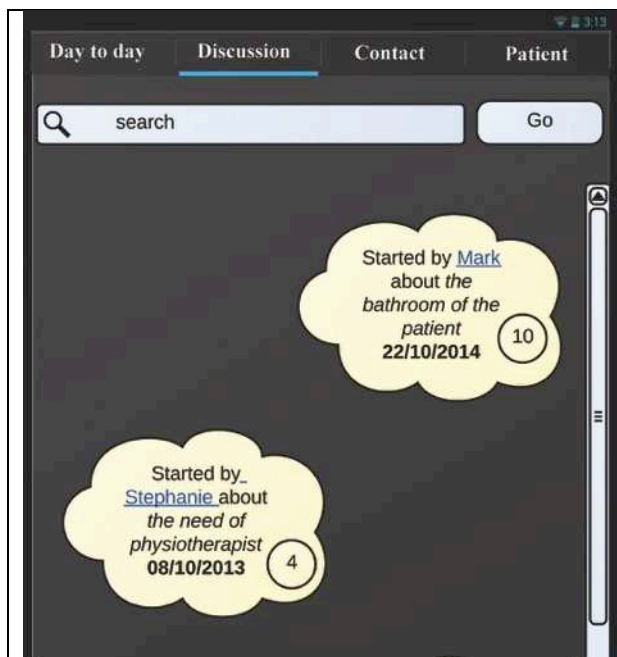 3:13
Day to day Discussion Contact Patient
search Go
Started by Mark
about the
bathroom of the
patient
22/10/2014
10
Started by
Stephanie about
the need of
physiotherapist
08/10/2013
4